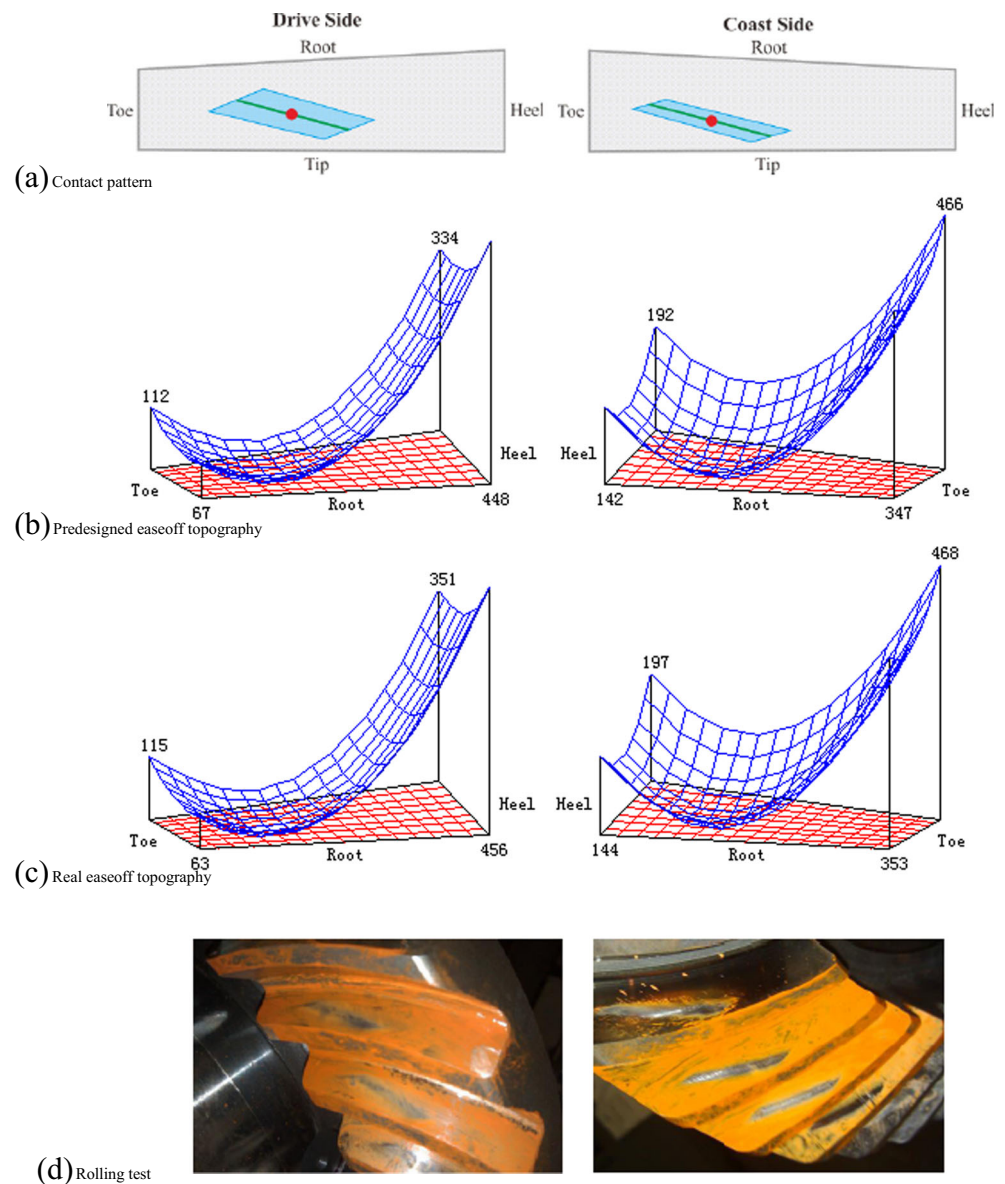 Drive Side
Coast Side
Root
Root
Toe
Heel
Toe
Heel
Tip
Tip
(a) Contact pattern
466
334
192
112
Heel
Heel
Toe
Toe
67
Root
448
142
Root
347
(b) Predesigned easeoff topography
468
351
197
115
Heel
Heel
Toe
Toe
63
Root
456
144
Root
353
(c) Real easeoff topography
(d) Rolling test